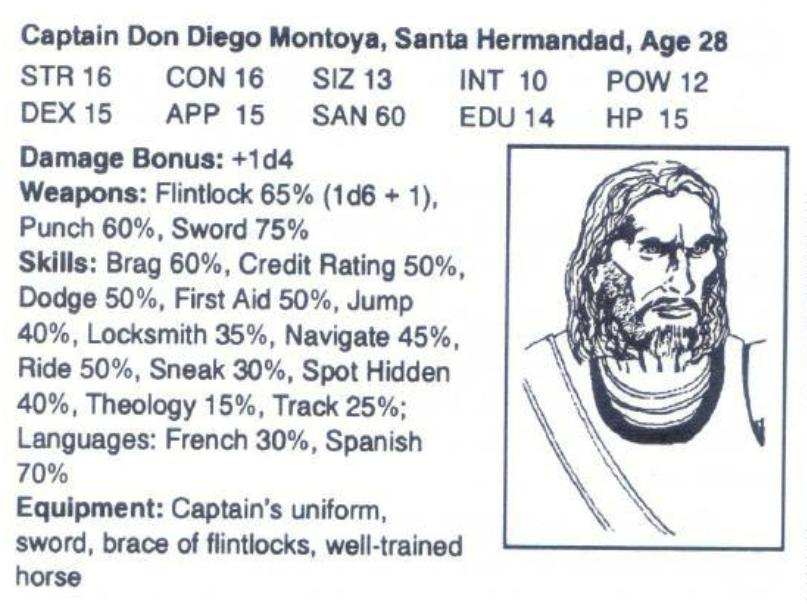 Captain Don Diego Montoya, Santa Hermandad, Age 28
STR 16 CON 16 SIZ 13 INT 10 POW 12
DEX 15 APP 15 SAN 60 EDU 14 HP 15
Damage Bonus: +1d4
Weapons: Flintlock 65% (1d6 + 1),
Punch 60%, Sword 75%
Skills: Brag 60%, Credit Rating 50%,
Dodge 50%, First Aid 50%, Jump
40%, Locksmith 35%, Navigate 45%,
Ride 50%, Sneak 30%, Spot Hidden
40%, Theology 15%, Track 25%;
Languages: French 30%, Spanish
70%
Equipment: Captain's uniform,
sword, brace of flintlocks, well-trained
horse